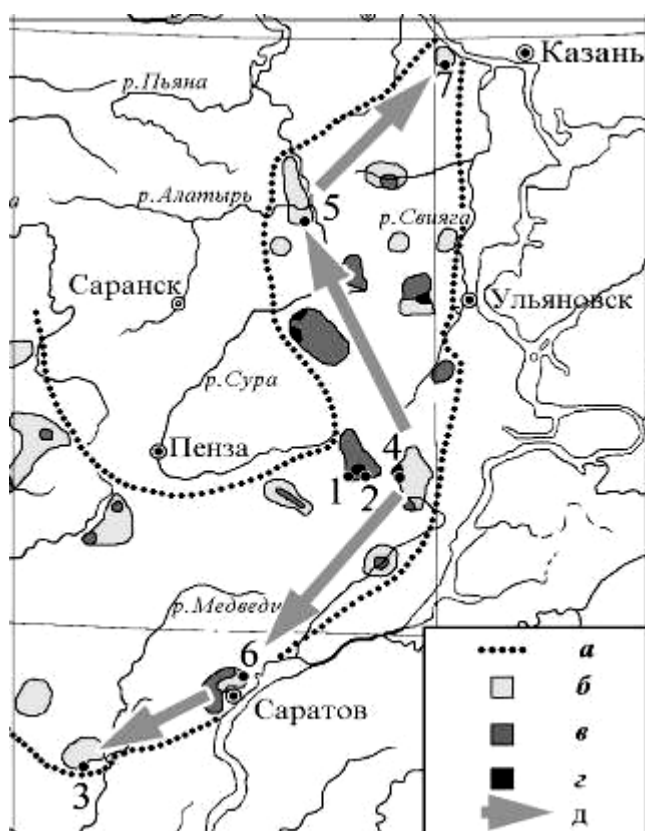 Казань
7
р.Пьяна
р.Алатырь
5
р.Свияга
Саранск
Ульяновск
р.Сура
Пенза
4
1
2
р.Медведи
6
Саратов
3
а
б
в
г
д